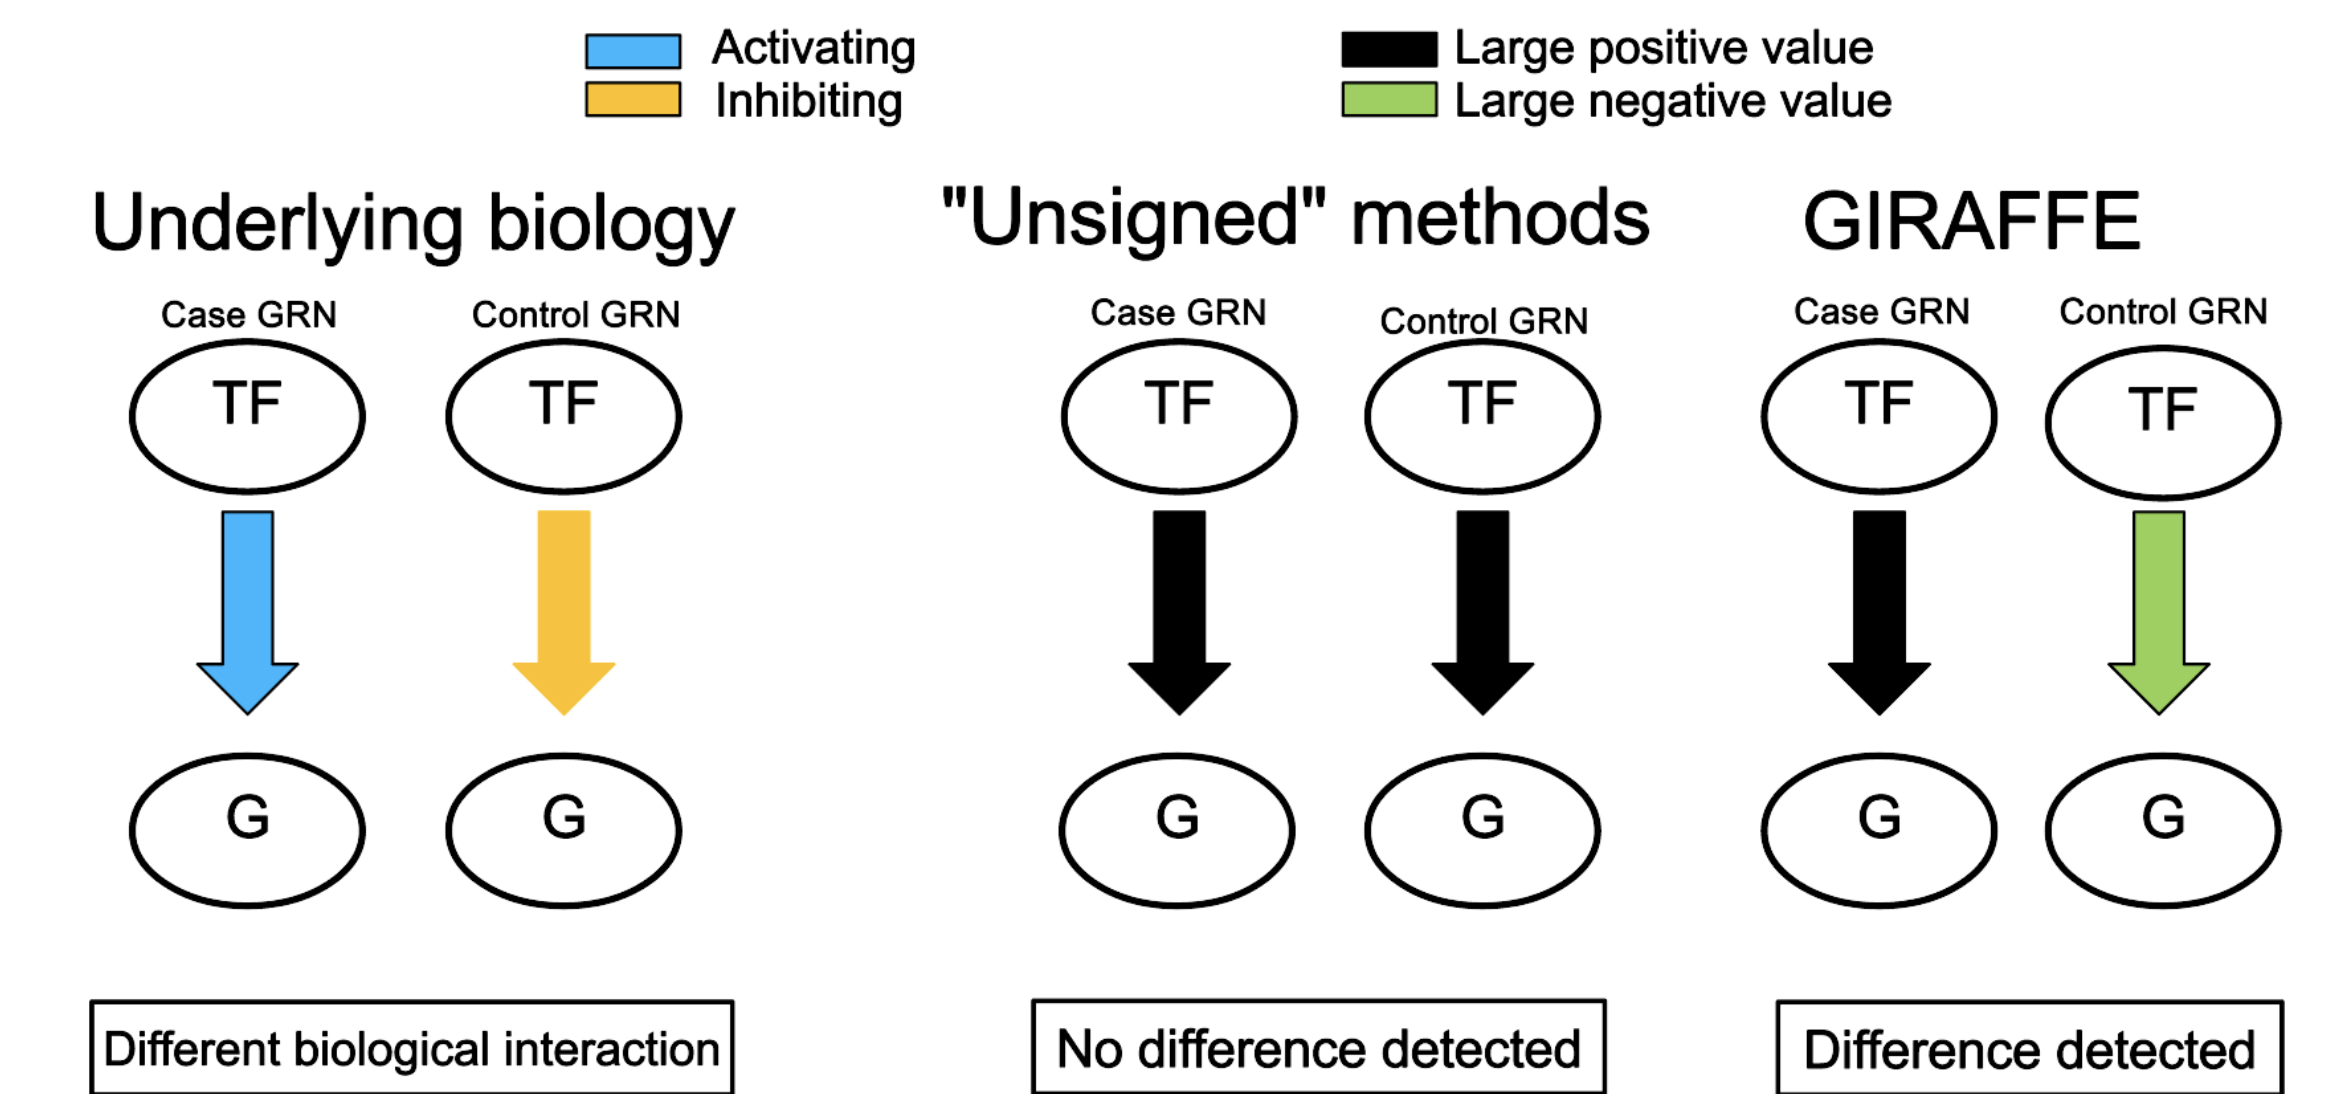 Activating
Inhibiting
Large positive value
Large negative value
Underlying biology
"Unsigned" methods
GIRAFFE
Case GRN
Control GRN
Case GRN
Control GRN
Case GRN
Control GRN
TF
TF
TF
TF
TF
TF
G
G
G
G
G
G
Different biological interaction
No difference detected
Difference detected